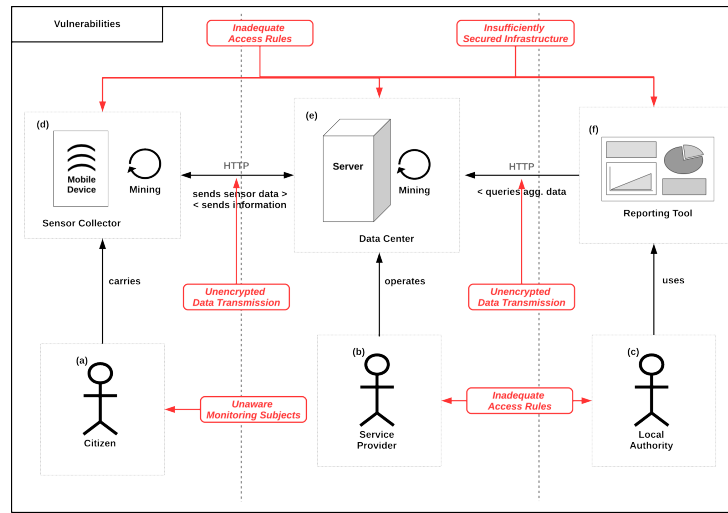 Vulnerabilities
Inadequate
Access Rules
Insufficiently
Secured Infrastructure
(d)
Mobile
Device
Mining
Sensor Collector
HTTP
sends sensor data >
< sends information
(e)
Server
Mining
Data Center
HTTP
< queries agg. data
(f)
Reporting Tool
carries
Unencrypted
Data Transmission
operates
Unencrypted
Data Transmission
uses
(a)
Citizen
Unaware
Monitoring Subjects
(b)
Service
Provider
Inadequate
Access Rules
(c)
Local
Authority